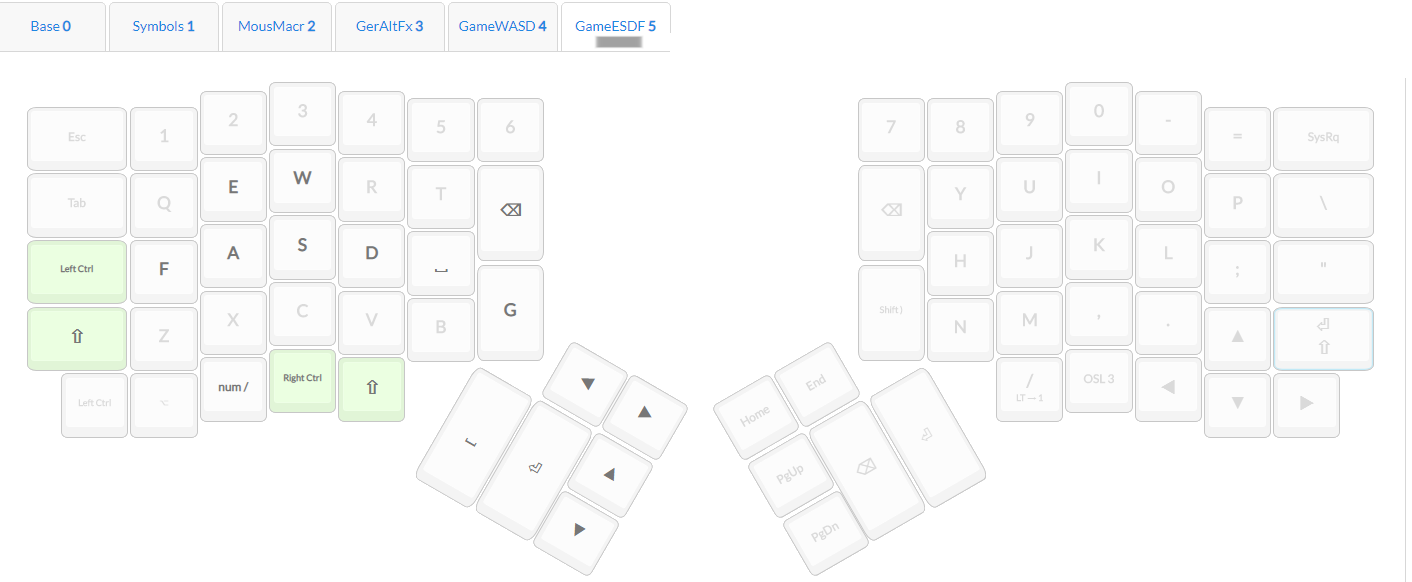 Base 0 Symbols 1 MousMacr 2 GerAltFx 3 GameWASD 4 GameESDF 5
Esc 1 2 3 4 5 6 7 8 9 0 - = SysRq
Tab Q E W R T ⌫ ⌫ Y U I O P \
Left Ctrl F A S D ⎵ G H J K L ; "
⇧ Z X C V B Shift ) N M , . ▲ ⏎ ⇧
Left Ctrl ⌥ num / Right Ctrl ⇧ / OSL 3 ◀ ▼ ▶
LT — 1
▼ ▲ Home End
⎵ ⏎ ◀ PgUp ⌫ ⏎
▶ PgDn